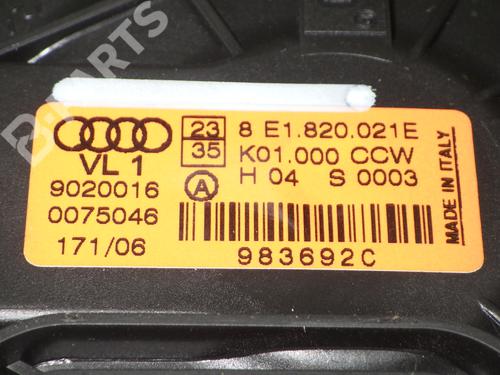 B-PARTS
23
35
8 E1.820.021E
K01.000 CCW
H 04 S 0003
VL 1
9020016
0075046
171/06
A
983692C
MADE IN ITALY